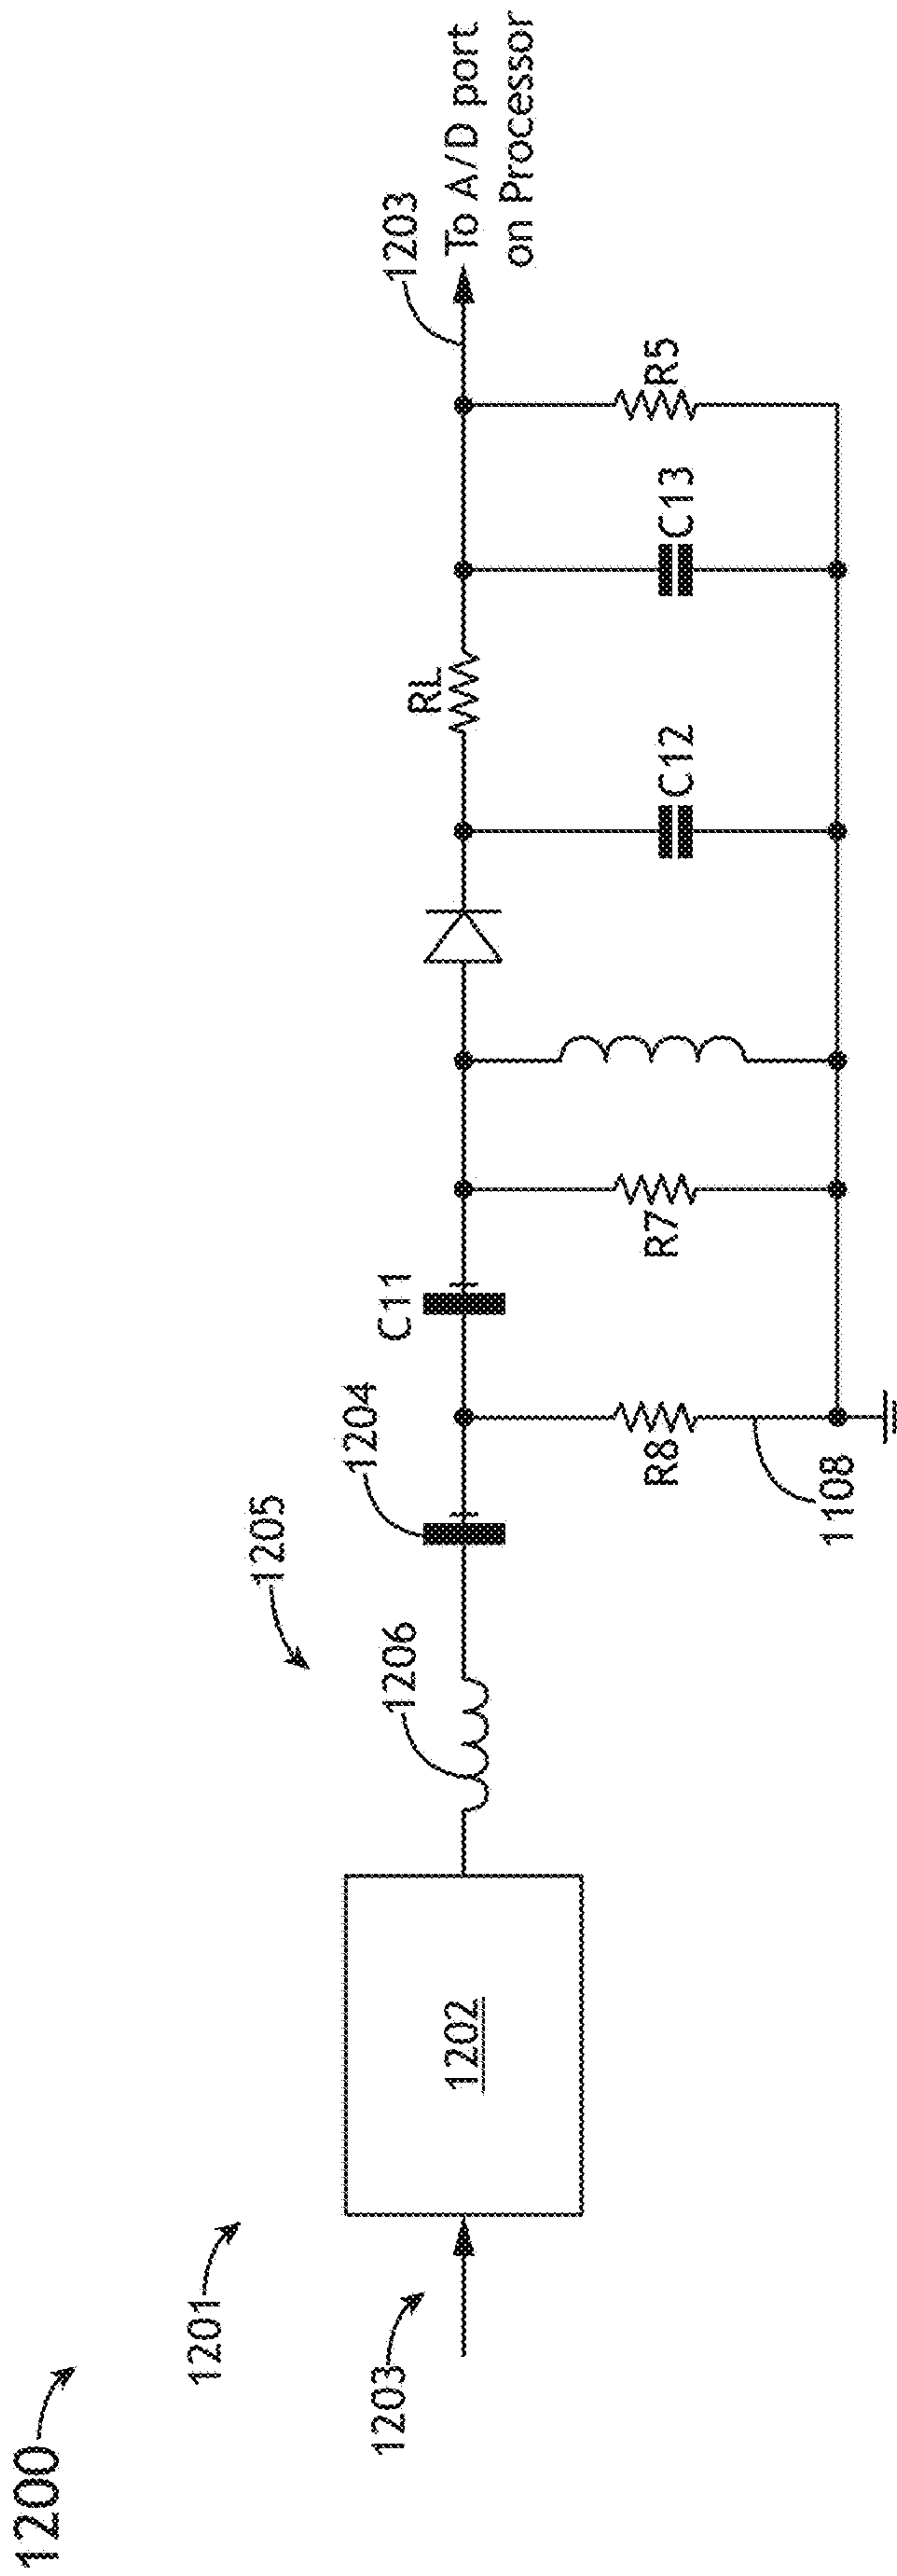 1200
1201
1203
1202
1205
1206
1204
C11
R8
1108
R7
C12
RL
C13
R5
1203
To A/D port
on Processor